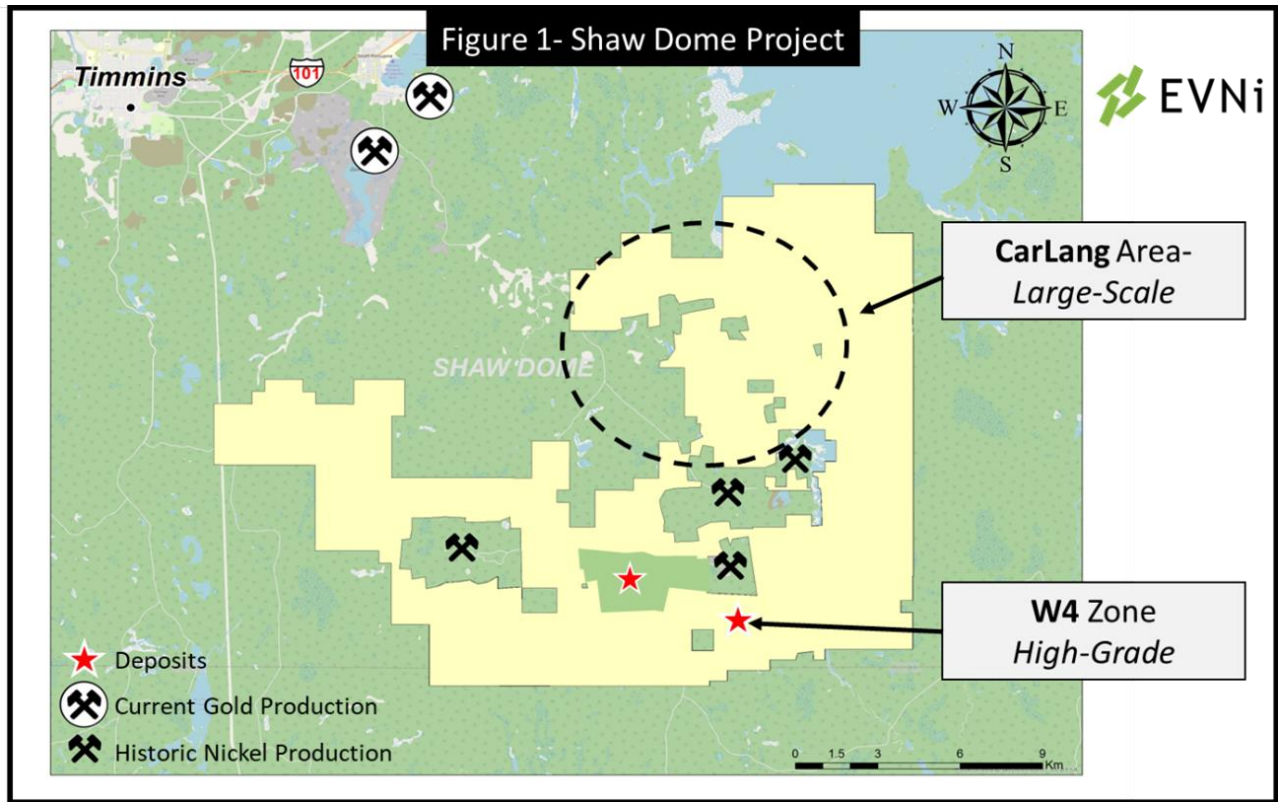 Figure 1- Shaw Dome Project
Timmins
101
N
W
E
S
EVNi
CarLang Area-
Large-Scale
SHAW DOME
W4 Zone
High-Grade
Deposits
Current Gold Production
Historic Nickel Production
0 1.5 3 6 9
Km